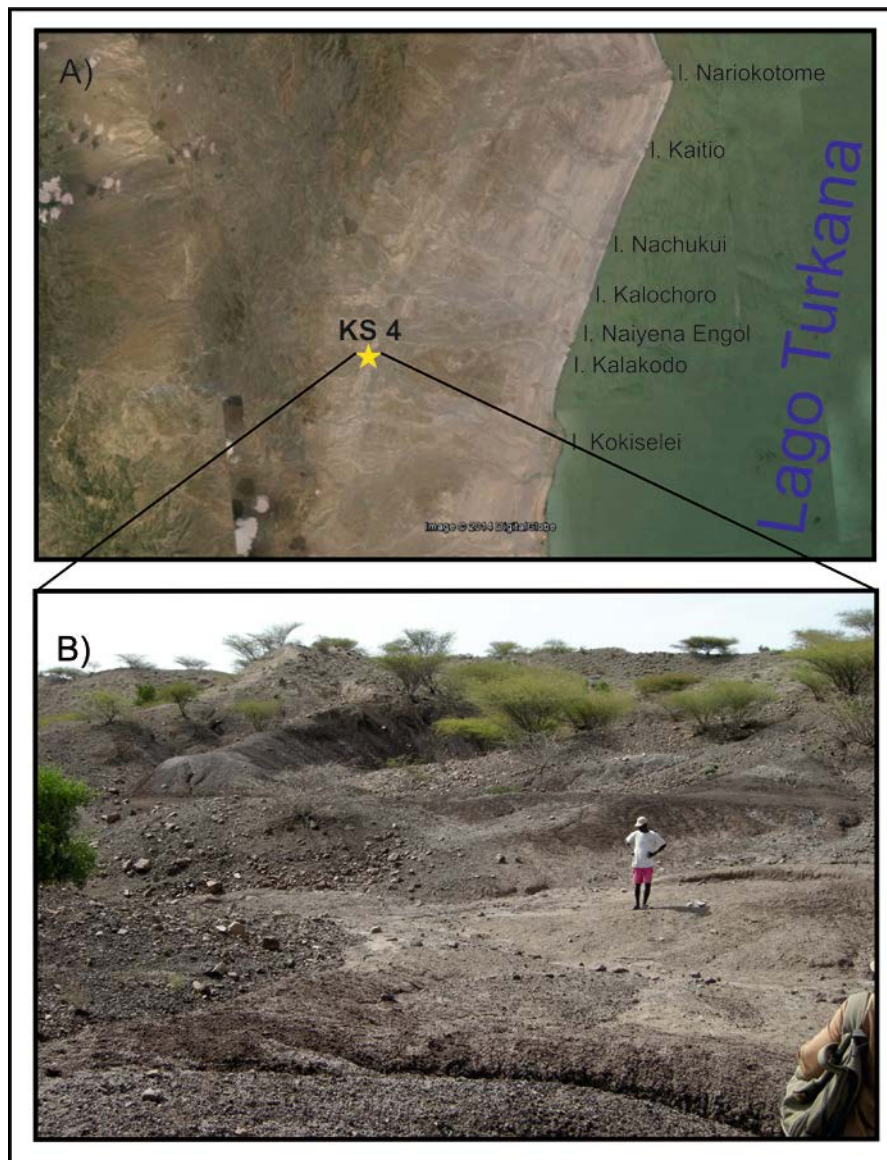 A)
I. Nariokotome
I. Kaitio
I. Nachukui
I. Kalochoro
KS 4
I. Naiyena Engol
I. Kalakodo
I. Kokiselei
Lago Turkana
Image © 2014 DigitalGlobe
B)